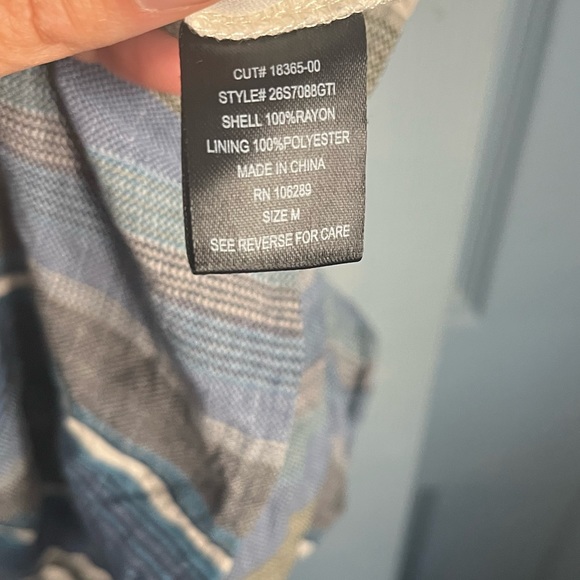 CUT# 18365-00
STYLE# 26S7088GTI
SHELL 100%RAYON
LINING 100%POLYESTER
MADE IN CHINA
RN 106289
SIZE M
SEE REVERSE FOR CARE